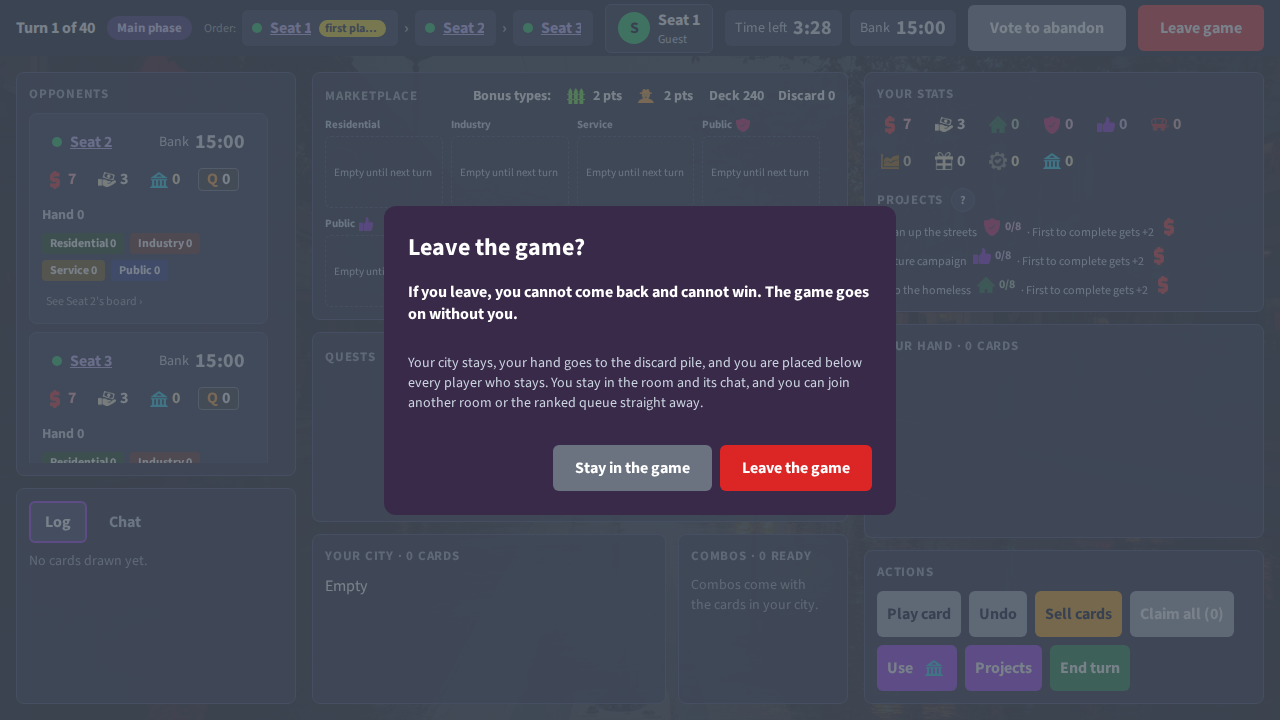 Turn 1 of 40 Main phase Order: Seat 1 first pla... › Seat 2 › Seat 3 S Seat 1 Guest Time left 3:28 Bank 15:00 Vote to abandon Leave game
OPPONENTS
Seat 2 Bank 15:00
7 3 0 Q 0
Hand 0
Residential 0 Industry 0
Service 0 Public 0
See Seat 2's board ›
Seat 3 Bank 15:00
7 3 0 Q 0
Hand 0
Residential 0 Industry 0
Log Chat
No cards drawn yet.
MARKETPLACE Bonus types: 2 pts 2 pts Deck 240 Discard 0
Residential Industry Service Public
Empty until next turn Empty until next turn Empty until next turn Empty until next turn
Public
Empty unti
QUESTS
Leave the game?
If you leave, you cannot come back and cannot win. The game goes
on without you.
Your city stays, your hand goes to the discard pile, and you are placed below
every player who stays. You stay in the room and its chat, and you can join
another room or the ranked queue straight away.
Stay in the game Leave the game
YOUR CITY · 0 CARDS
Empty
COMBOS · 0 READY
Combos come with
the cards in your city.
YOUR STATS
7 3 0 0 0 0
0 0 0 0
PROJECTS ?
an up the streets 0/8 · First to complete gets +2
ure campaign 0/8 · First to complete gets +2
the homeless 0/8 · First to complete gets +2
UR HAND · 0 CARDS
ACTIONS
Play card Undo Sell cards Claim all (0)
Use Projects End turn